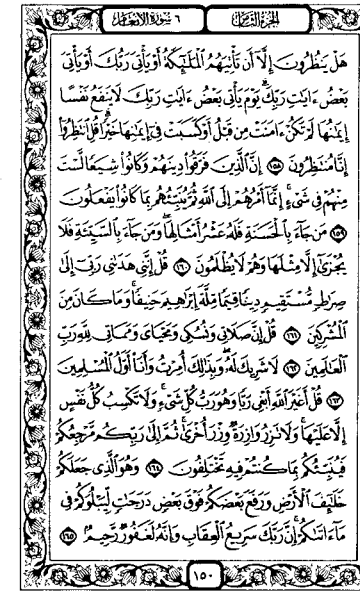 الجزء الثامن
٦ سورة الأنعام
هَلْ يَنظُرُونَ إِلَّآ أَن تَأْتِيَهُمُ ٱلْمَلَٰٓئِكَةُ أَوْ يَأْتِىَ رَبُّكَ أَوْ يَأْتِىَ
بَعْضُ ءَايَٰتِ رَبِّكَ ۗ يَوْمَ يَأْتِى بَعْضُ ءَايَٰتِ رَبِّكَ لَا يَنفَعُ نَفْسًا
إِيمَٰنُهَا لَمْ تَكُنْ ءَامَنَتْ مِن قَبْلُ أَوْ كَسَبَتْ فِىٓ إِيمَٰنِهَا خَيْرًا ۗ قُلِ ٱنتَظِرُوٓا۟
إِنَّا مُنتَظِرُونَ ١٥٨ إِنَّ ٱلَّذِينَ فَرَّقُوا۟ دِينَهُمْ وَكَانُوا۟ شِيَعًا لَّسْتَ
مِنْهُمْ فِى شَىْءٍ ۚ إِنَّمَآ أَمْرُهُمْ إِلَى ٱللَّهِ ثُمَّ يُنَبِّئُهُم بِمَا كَانُوا۟ يَفْعَلُونَ
١٥٩ مَن جَآءَ بِٱلْحَسَنَةِ فَلَهُۥ عَشْرُ أَمْثَالِهَا ۖ وَمَن جَآءَ بِٱلسَّيِّئَةِ فَلَا
يُجْزَىٰٓ إِلَّا مِثْلَهَا وَهُمْ لَا يُظْلَمُونَ ١٦٠ قُلْ إِنَّنِى هَدَىٰنِى رَبِّىٓ إِلَىٰ
صِرَٰطٍ مُّسْتَقِيمٍ دِينًا قِيَمًا مِّلَّةَ إِبْرَٰهِيمَ حَنِيفًا ۚ وَمَا كَانَ مِنَ
ٱلْمُشْرِكِينَ ١٦١ قُلْ إِنَّ صَلَاتِى وَنُسُكِى وَمَحْيَاىَ وَمَمَاتِى لِلَّهِ رَبِّ
ٱلْعَٰلَمِينَ ١٦٢ لَا شَرِيكَ لَهُۥ ۖ وَبِذَٰلِكَ أُمِرْتُ وَأَنَا۠ أَوَّلُ ٱلْمُسْلِمِينَ
١٦٣ قُلْ أَغَيْرَ ٱللَّهِ أَبْغِى رَبًّا وَهُوَ رَبُّ كُلِّ شَىْءٍ ۚ وَلَا تَكْسِبُ كُلُّ نَفْسٍ
إِلَّا عَلَيْهَا ۚ وَلَا تَزِرُ وَازِرَةٌ وِزْرَ أُخْرَىٰ ۚ ثُمَّ إِلَىٰ رَبِّكُم مَّرْجِعُكُمْ
فَيُنَبِّئُكُم بِمَا كُنتُمْ فِيهِ تَخْتَلِفُونَ ١٦٤ وَهُوَ ٱلَّذِى جَعَلَكُمْ
خَلَٰٓئِفَ ٱلْأَرْضِ وَرَفَعَ بَعْضَكُمْ فَوْقَ بَعْضٍ دَرَجَٰتٍ لِّيَبْلُوَكُمْ فِى
مَآ ءَاتَىٰكُمْ ۗ إِنَّ رَبَّكَ سَرِيعُ ٱلْعِقَابِ وَإِنَّهُۥ لَغَفُورٌ رَّحِيمٌۢ ١٦٥
١٥٠